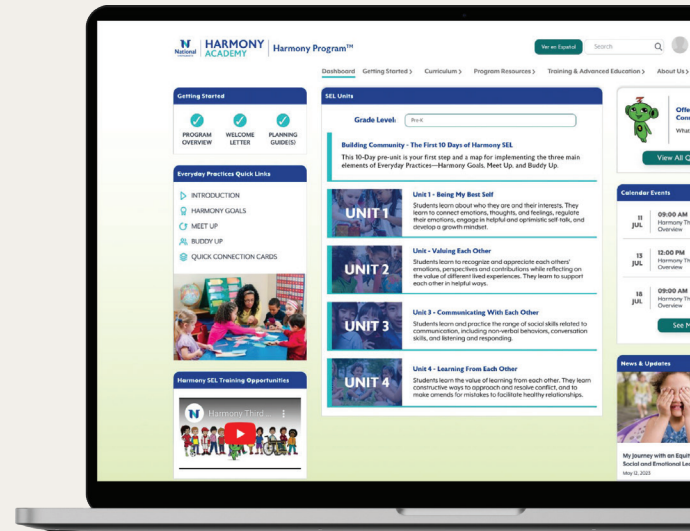 N
National
UNIVERSITY
HARMONY
ACADEMY
Harmony Program™
Ver en Español
Search
Dashboard
Getting Started >
Curriculum >
Program Resources >
Training & Advanced Education >
About Us >
Getting Started
PROGRAM
OVERVIEW
WELCOME
LETTER
PLANNING
GUIDE(S)
Everyday Practices Quick Links
INTRODUCTION
HARMONY GOALS
MEET UP
BUDDY UP
QUICK CONNECTION CARDS
Harmony SEL Training Opportunities
N
Harmony Third...
SEL Units
Grade Level:
Pre-K
Building Community - The First 10 Days of Harmony SEL
This 10-Day pre-unit is your first step and a map for implementing the three main
elements of Everyday Practices—Harmony Goals, Meet Up, and Buddy Up.
UNIT 1
Unit 1 - Being My Best Self
Students learn about who they are and their interests. They
learn to connect emotions, thoughts, and feelings, regulate
their emotions, engage in helpful and optimistic self-talk, and
develop a growth mindset.
UNIT 2
Unit - Valuing Each Other
Students learn to recognize and appreciate each others'
emotions, perspectives and contributions while reflecting on
the value of different lived experiences. They learn to support
each other in helpful ways.
UNIT 3
Unit 3 - Communicating With Each Other
Students learn and practice the range of social skills related to
communication, including non-verbal behaviors, conversation
skills, and listening and responding.
UNIT 4
Unit 4 - Learning From Each Other
Students learn the value of learning from each other. They learn
constructive ways to approach and resolve conflict, and to
make amends for mistakes to facilitate healthy relationships.
Offe
Conc
What
View All Q
Calendar Events
11
JUL
09:00 AM
Harmony Th
Overview
13
JUL
12:00 PM
Harmony Th
Overview
18
JUL
09:00 AM
Harmony Th
Overview
See M
News & Updates
My Journey with an Equit
Social and Emotional Lea
May 12, 2023